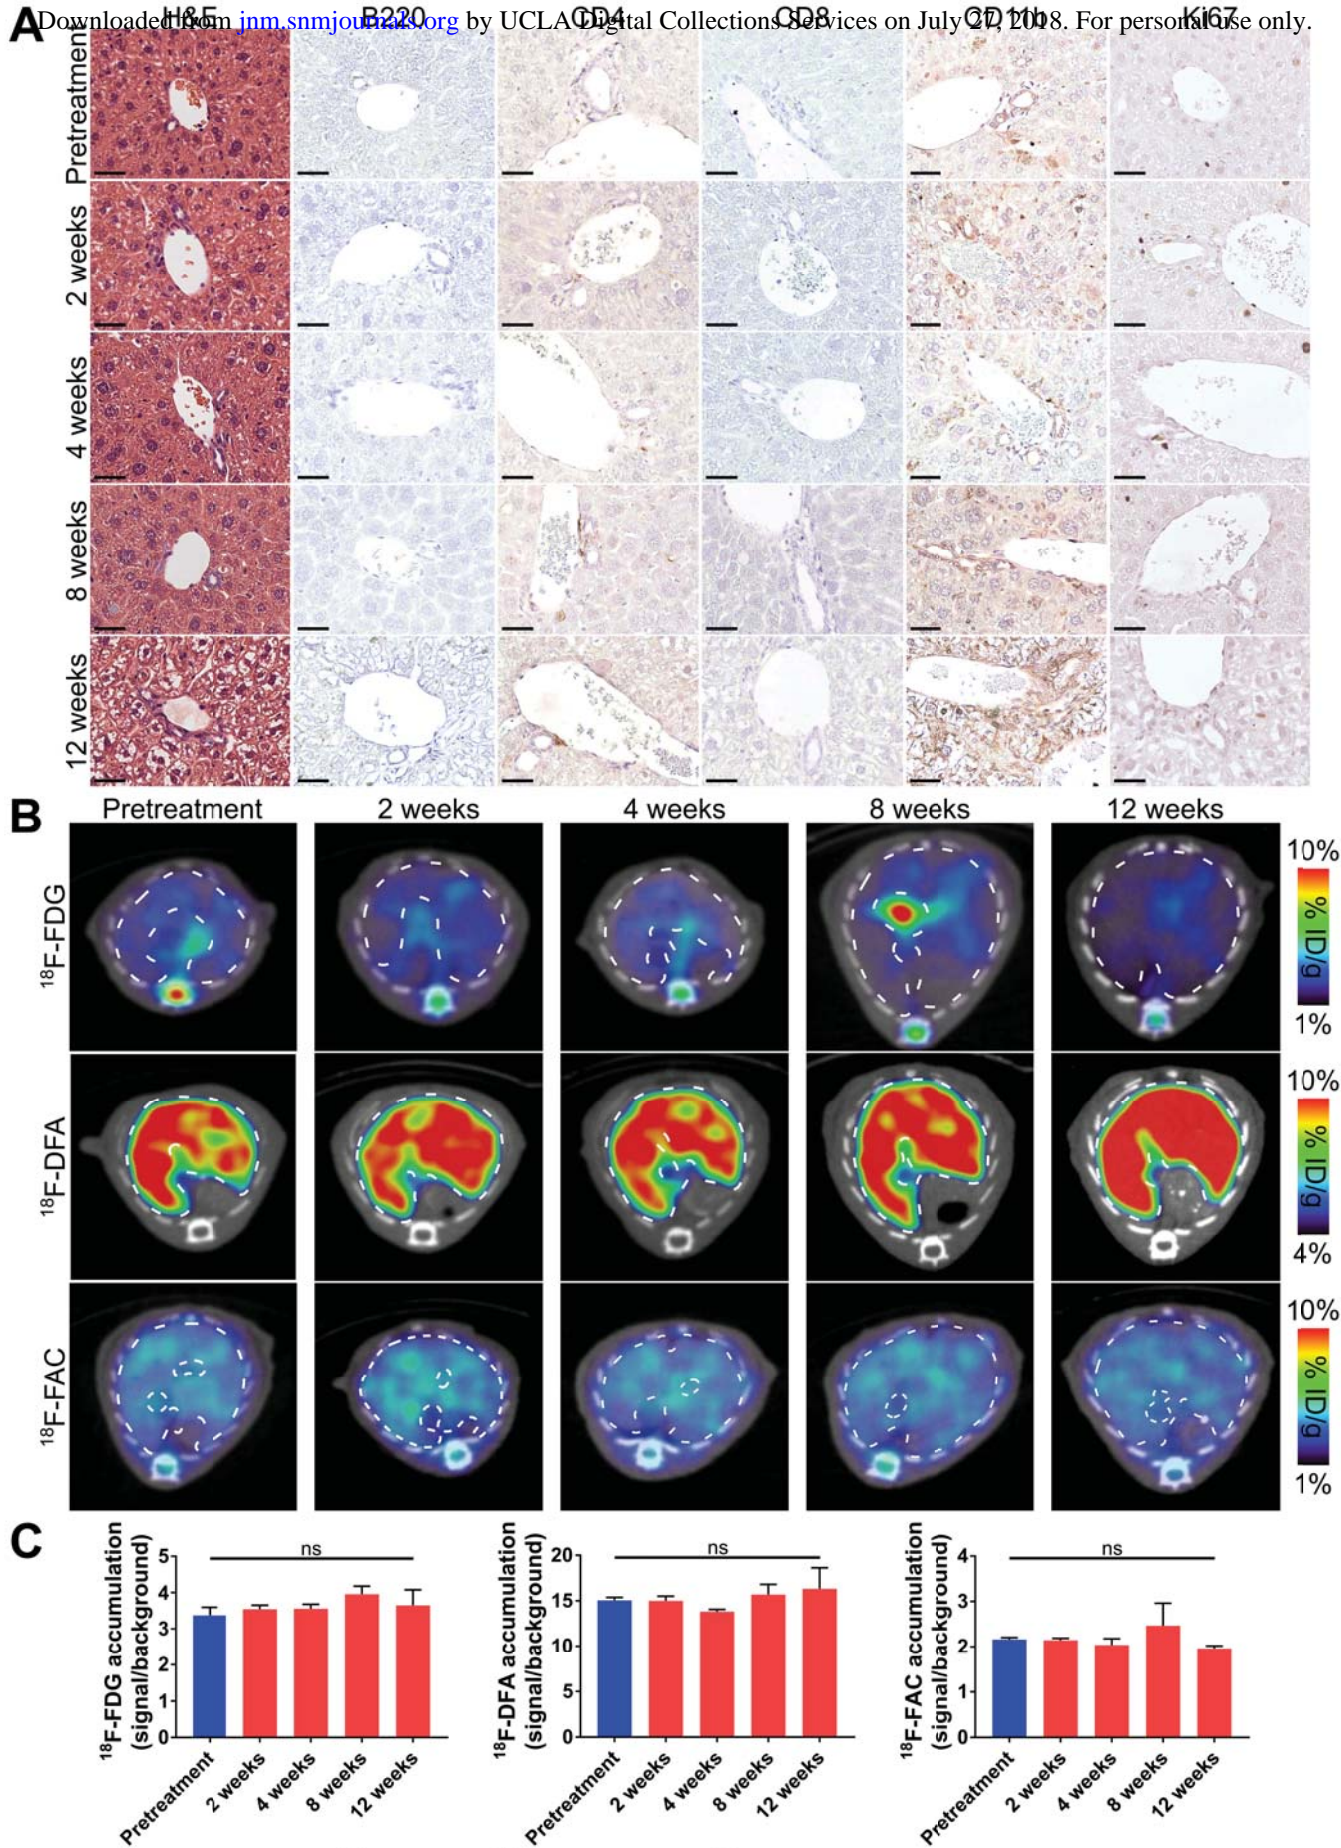 Downloaded from jnm.snmjournals.org by UCLA Digital Collections Services on July 27, 2018. For personal use only.
A
H&E B220 CD4 CD8 CD11b Ki67
Pretreatment
2 weeks
4 weeks
8 weeks
12 weeks
B
Pretreatment 2 weeks 4 weeks 8 weeks 12 weeks
18F-FDG
10%
% ID/g
1%
18F-DFA
10%
% ID/g
4%
18F-FAC
10%
% ID/g
1%
C
18F-FDG accumulation
(signal/background)
ns
5
4
3
2
1
0
Pretreatment
2 weeks
4 weeks
8 weeks
12 weeks
18F-DFA accumulation
(signal/background)
ns
20
15
10
5
0
Pretreatment
2 weeks
4 weeks
8 weeks
12 weeks
18F-FAC accumulation
(signal/background)
ns
4
3
2
1
0
Pretreatment
2 weeks
4 weeks
8 weeks
12 weeks